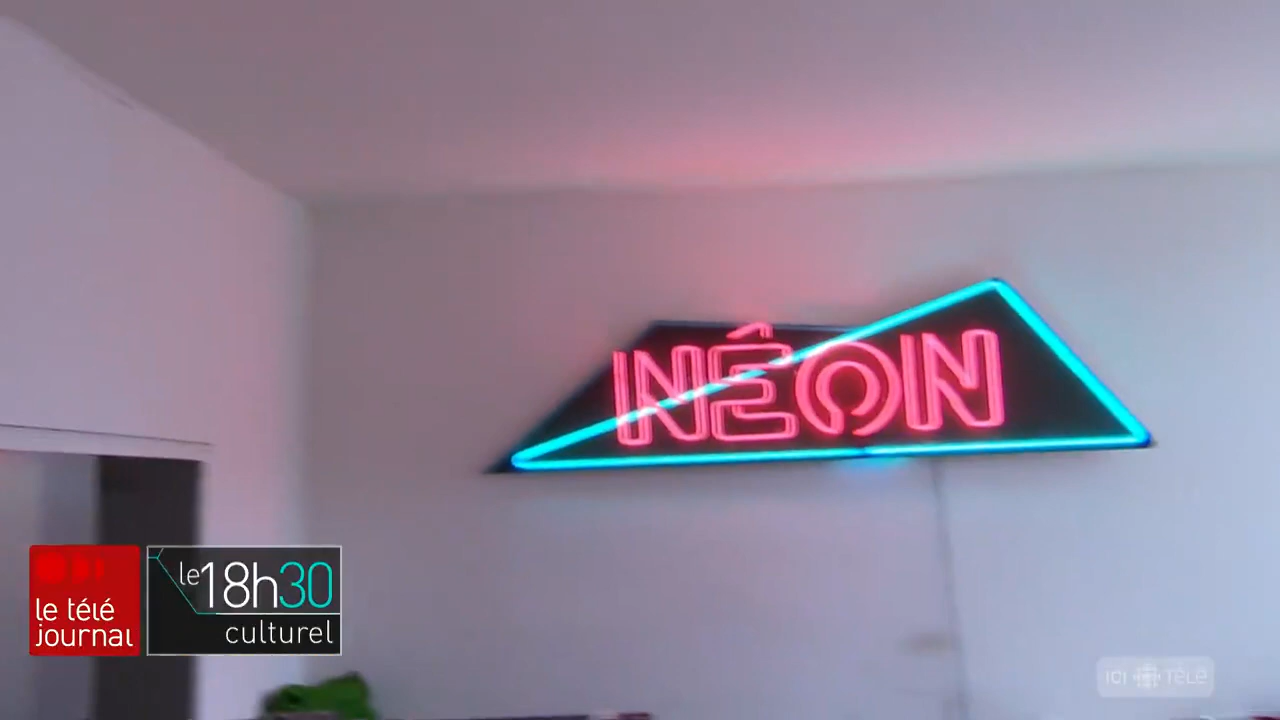 NÉON
le 18h30
culturel
le télé
journal
ICI TÉLÉ